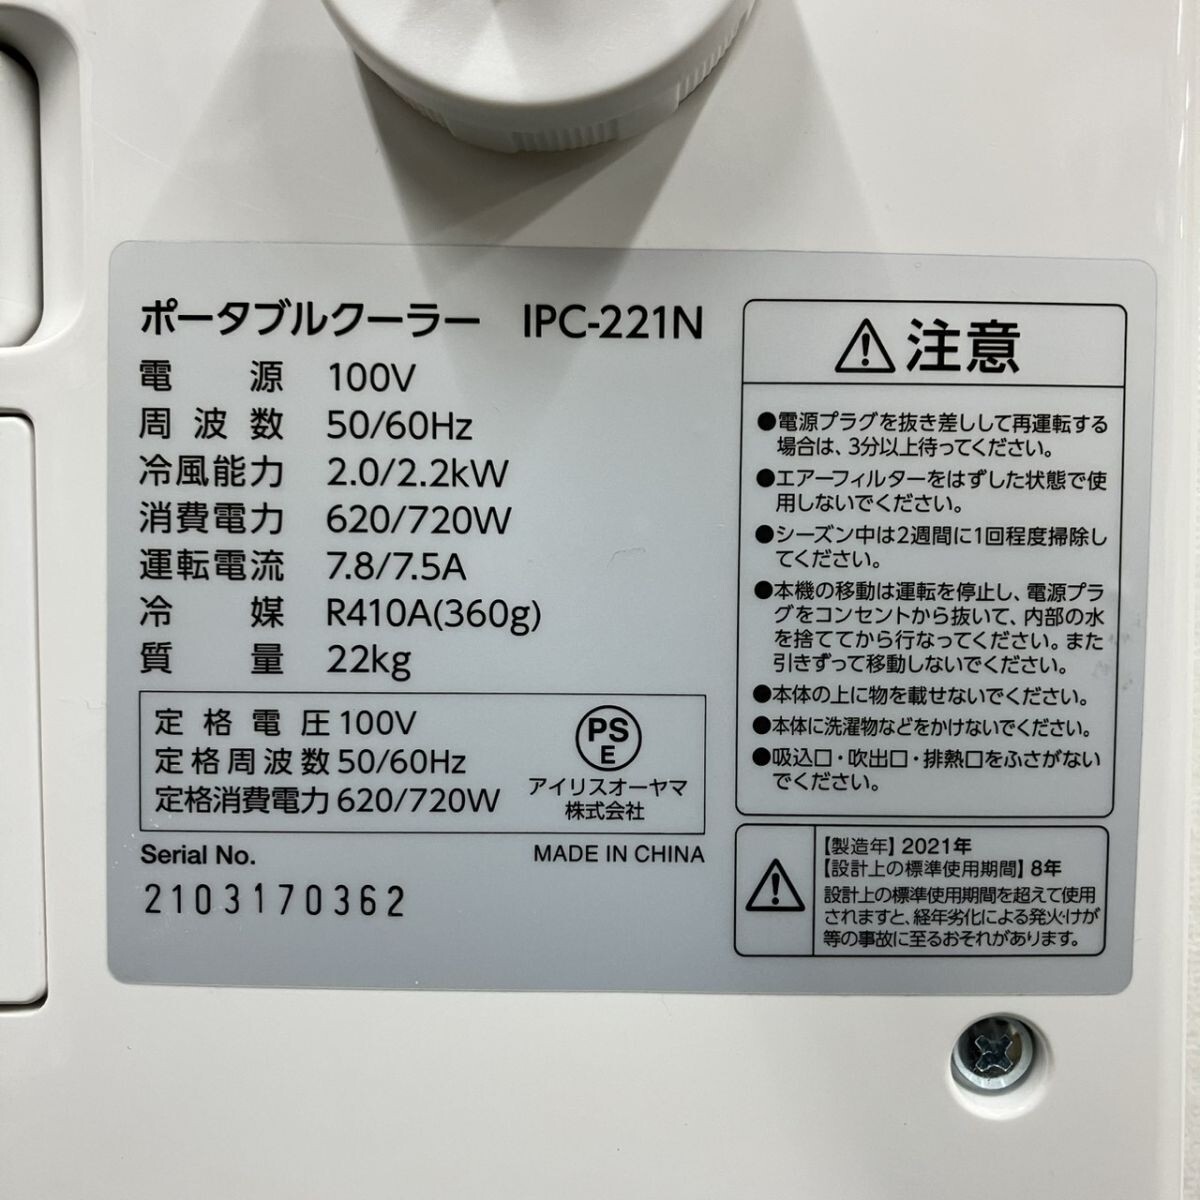 ポータブルクーラー IPC-221N
電源 100V
周波数 50/60Hz
冷風能力 2.0/2.2kW
消費電力 620/720W
運転電流 7.8/7.5A
冷媒 R410A(360g)
質量 22kg
定格電圧 100V
定格周波数 50/60Hz
定格消費電力 620/720W
PS
E
アイリスオーヤマ
株式会社
Serial No.
MADE IN CHINA
2103170362
注意
●電源プラグを抜き差しして再運転する
場合は、3分以上待ってください。
●エアーフィルターをはずした状態で使
用しないでください。
●シーズン中は2週間に1回程度掃除し
てください。
●本機の移動は運転を停止し、電源プラ
グをコンセントから抜いて、内部の水
を捨ててから行なってください。また
引きずって移動しないでください。
●本体の上に物を載せないでください。
●本体に洗濯物などをかけないでください。
●吸込口・吹出口・排熱口をふさがない
でください。
【製造年】2021年
【設計上の標準使用期間】8年
設計上の標準使用期間を超えて使用
されますと、経年劣化による発火・けが
等の事故に至るおそれがあります。